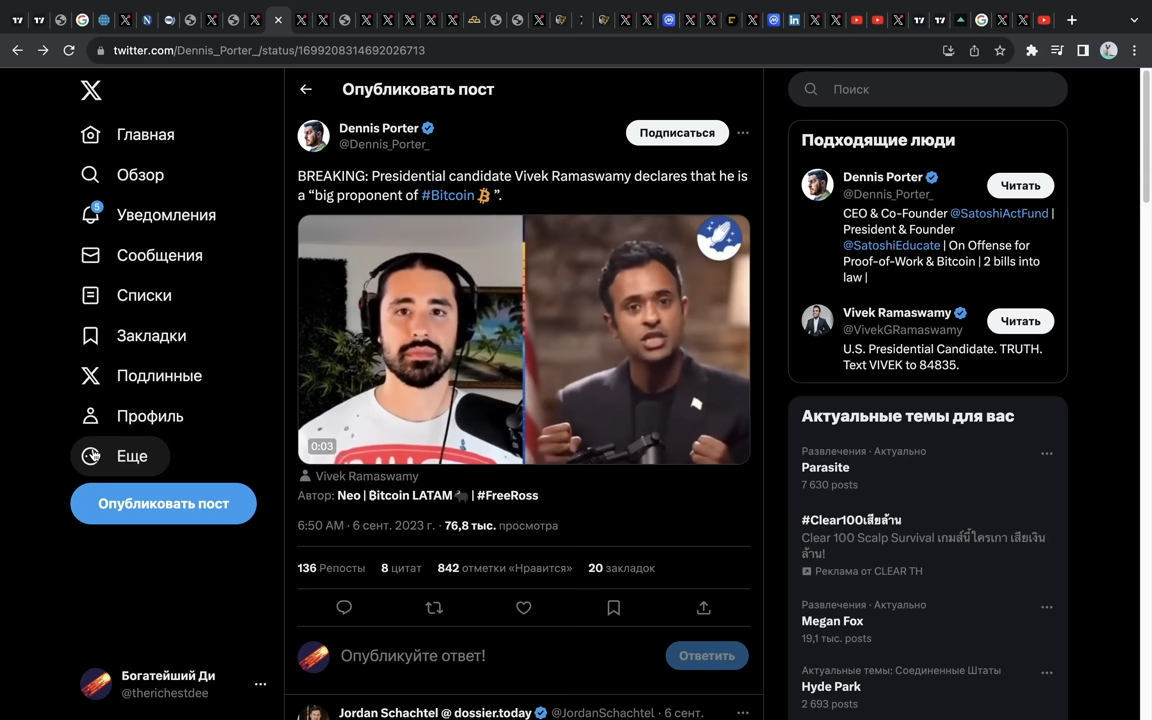 twitter.com/Dennis_Porter_/status/1699208314692026713
Опубликовать пост
Dennis Porter
@Dennis_Porter_
Подписаться
BREAKING: Presidential candidate Vivek Ramaswamy declares that he is
a “big proponent of #Bitcoin ”.
0:03
Vivek Ramaswamy
Автор: Neo | ₿itcoin LATAM | #FreeRoss
6:50 AM · 6 сент. 2023 г. · 76,8 тыс. просмотра
136 Репосты 8 цитат 842 отметки «Нравится» 20 закладок
Опубликуйте ответ!
Ответить
Jordan Schachtel @ dossier.today @JordanSchachtel · 6 сент.
Главная
Обзор
5
Уведомления
Сообщения
Списки
Закладки
Подлинные
Профиль
Еще
Опубликовать пост
Богатейший Ди
@therichestdee
Поиск
Подходящие люди
Dennis Porter
@Dennis_Porter_
Читать
CEO & Co-Founder @SatoshiActFund |
President & Founder
@SatoshiEducate | On Offense for
Proof-of-Work & Bitcoin | 2 bills into
law |
Vivek Ramaswamy
@VivekGRamaswamy
Читать
U.S. Presidential Candidate. TRUTH.
Text VIVEK to 84835.
Актуальные темы для вас
Развлечения · Актуально
Parasite
7 630 posts
#Clear100เสียล้าน
Clear 100 Scalp Survival เกมส์นี้ใครเกา เสียเงิน
ล้าน!
Реклама от CLEAR TH
Развлечения · Актуально
Megan Fox
19,1 тыс. posts
Актуальные темы: Соединенные Штаты
Hyde Park
2 693 posts